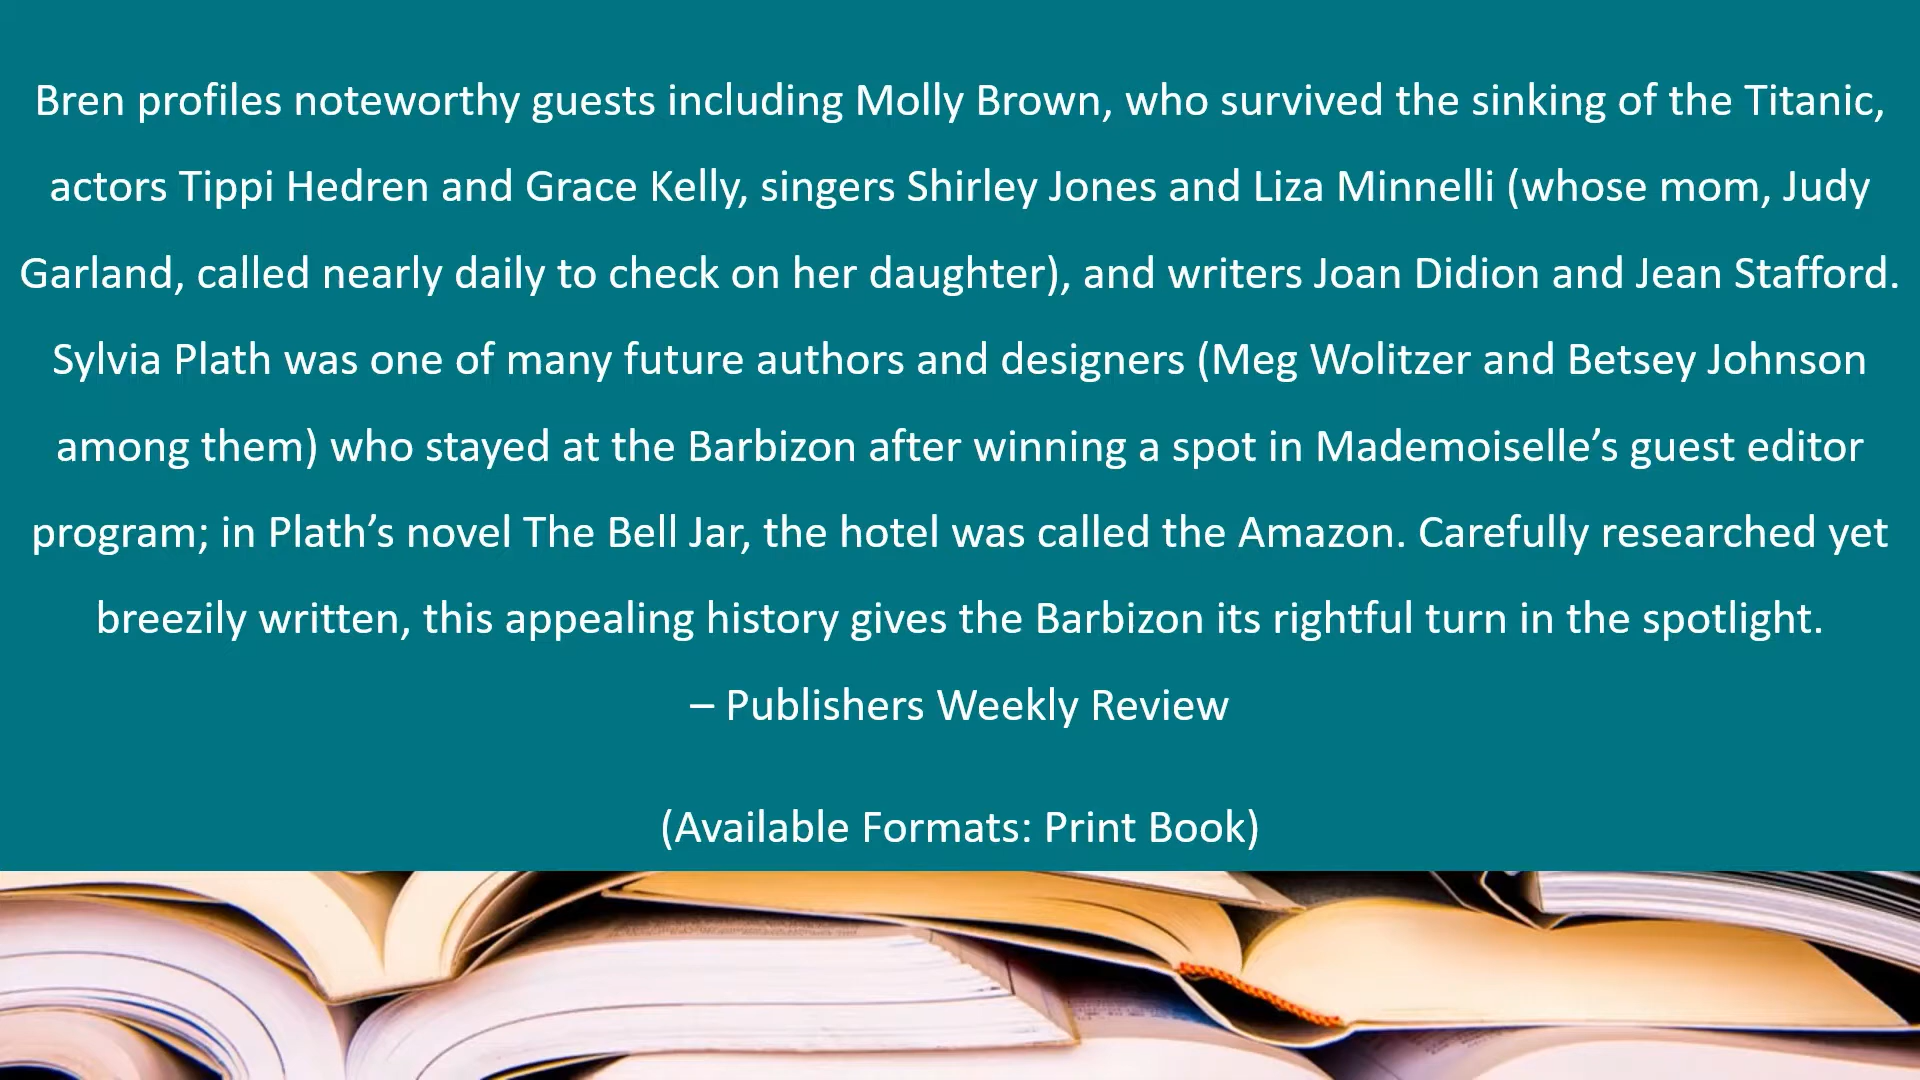 Bren profiles noteworthy guests including Molly Brown, who survived the sinking of the Titanic,
actors Tippi Hedren and Grace Kelly, singers Shirley Jones and Liza Minnelli (whose mom, Judy
Garland, called nearly daily to check on her daughter), and writers Joan Didion and Jean Stafford.
Sylvia Plath was one of many future authors and designers (Meg Wolitzer and Betsey Johnson
among them) who stayed at the Barbizon after winning a spot in Mademoiselle’s guest editor
program; in Plath’s novel The Bell Jar, the hotel was called the Amazon. Carefully researched yet
breezily written, this appealing history gives the Barbizon its rightful turn in the spotlight.
– Publishers Weekly Review
(Available Formats: Print Book)